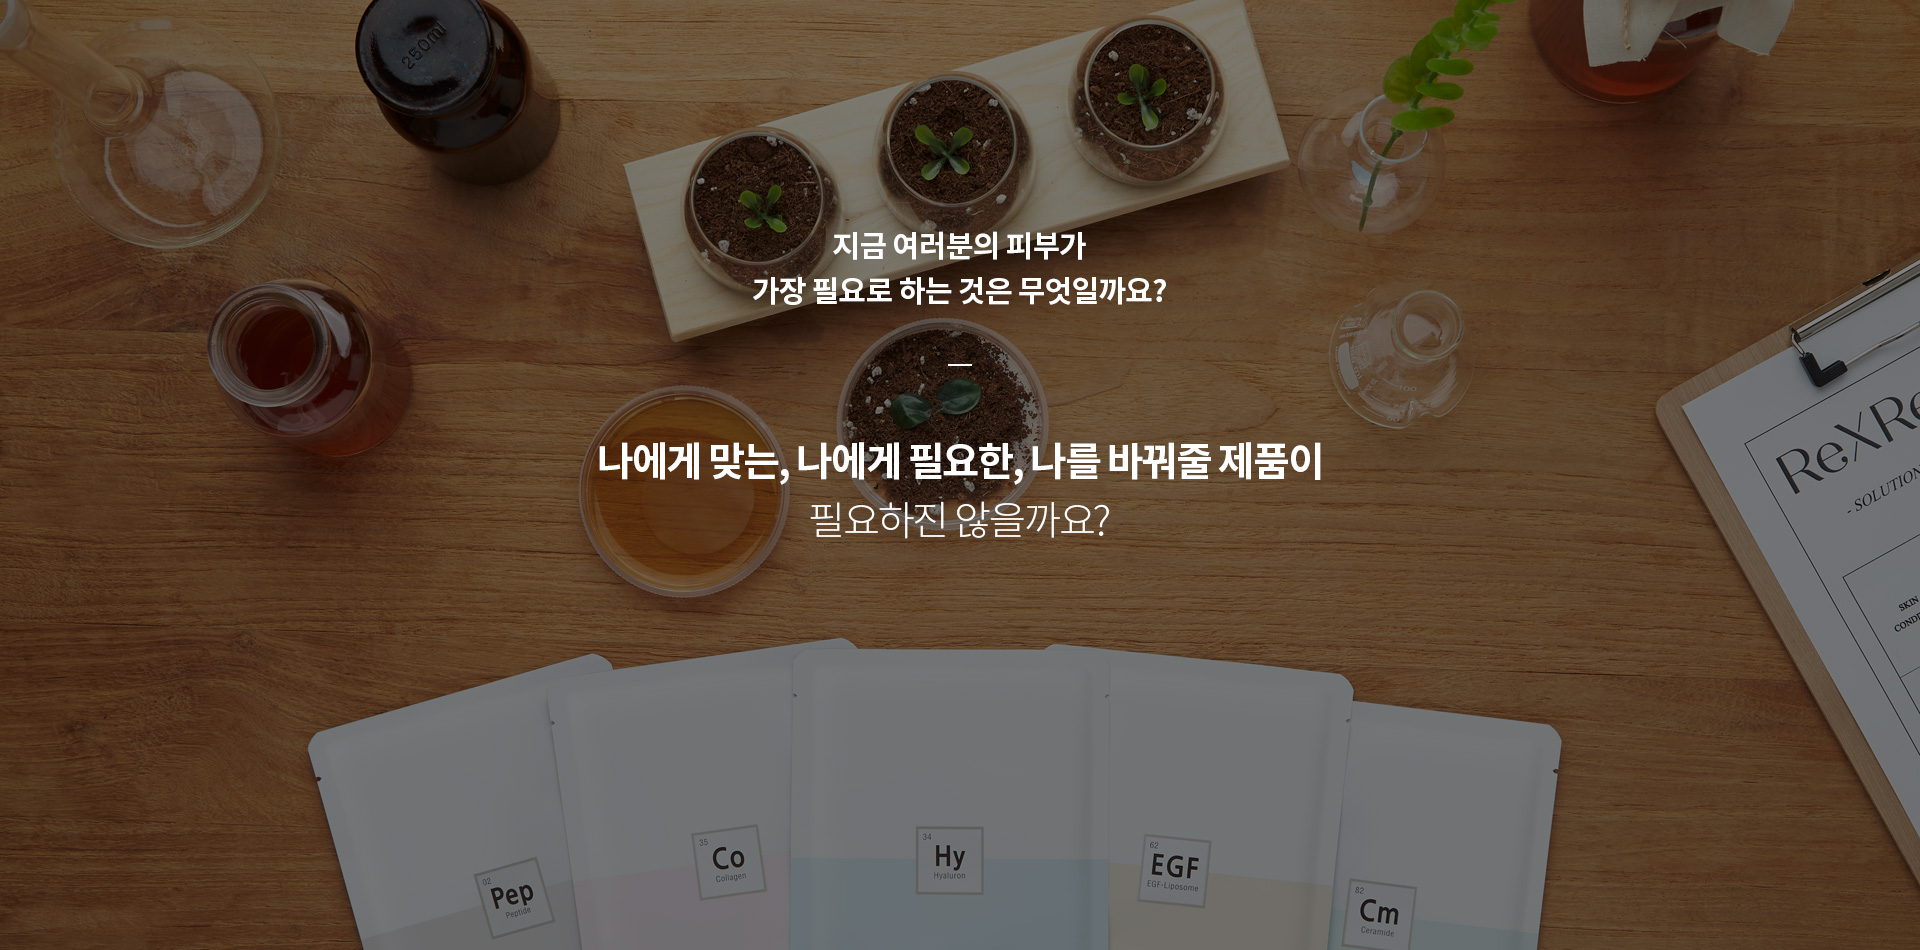 250ml
지금 여러분의 피부가
가장 필요로 하는 것은 무엇일까요?
나에게 맞는, 나에게 필요한, 나를 바꿔줄 제품이
필요하진 않을까요?
ReXRe
- SOLUTION
SKIN
CONDI
02
Pep
Peptide
35
Co
Collagen
34
Hy
Hyaluron
62
EGF
EGF-Liposome
82
Cm
Ceramide